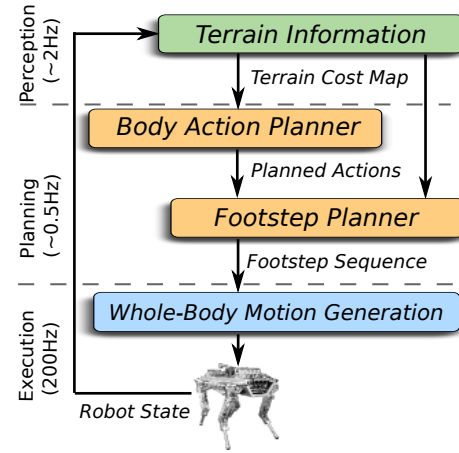 Perception
(~2Hz)
Terrain Information
Terrain Cost Map
Body Action Planner
Planned Actions
Planning
(~0.5Hz)
Footstep Planner
Footstep Sequence
Whole-Body Motion Generation
Execution
(200Hz)
Robot State